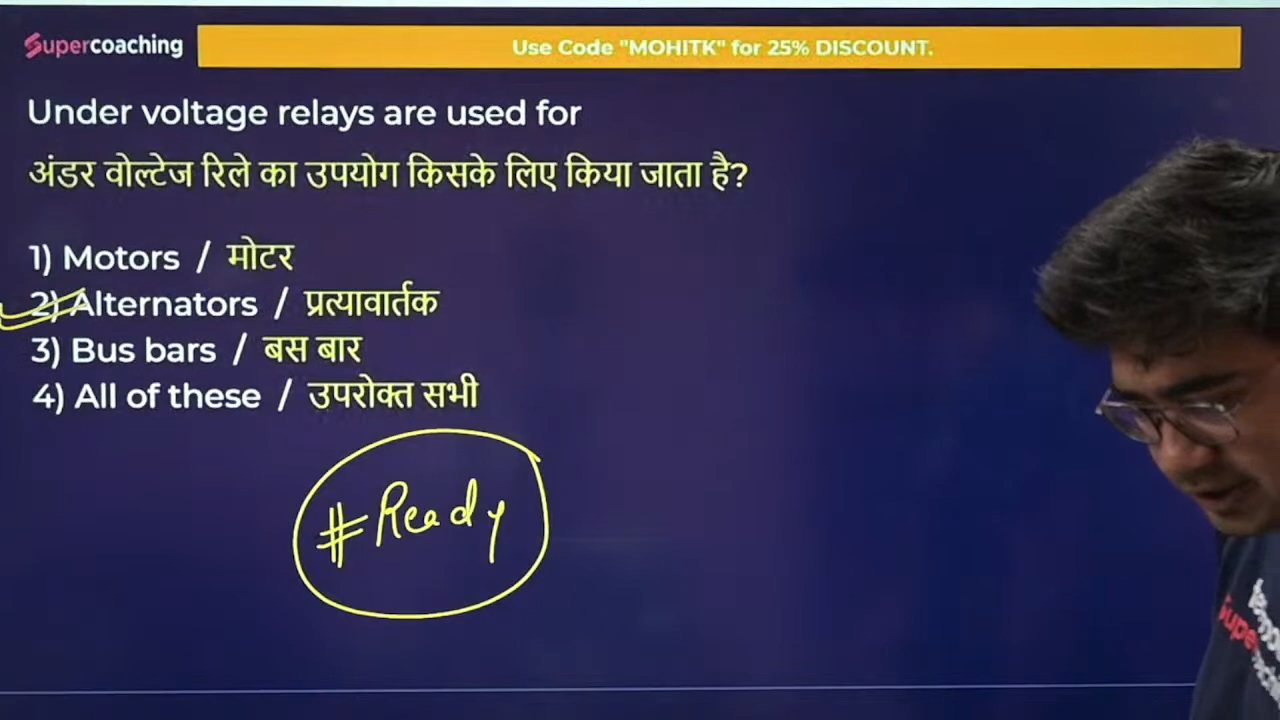 Supercoaching
Use Code "MOHITK" for 25% DISCOUNT.
Under voltage relays are used for
अंडर वोल्टेज रिले का उपयोग किसके लिए किया जाता है?
1) Motors / मोटर
2) Alternators / प्रत्यावार्तक
3) Bus bars / बस बार
4) All of these / उपरोक्त सभी
#Ready
Supe